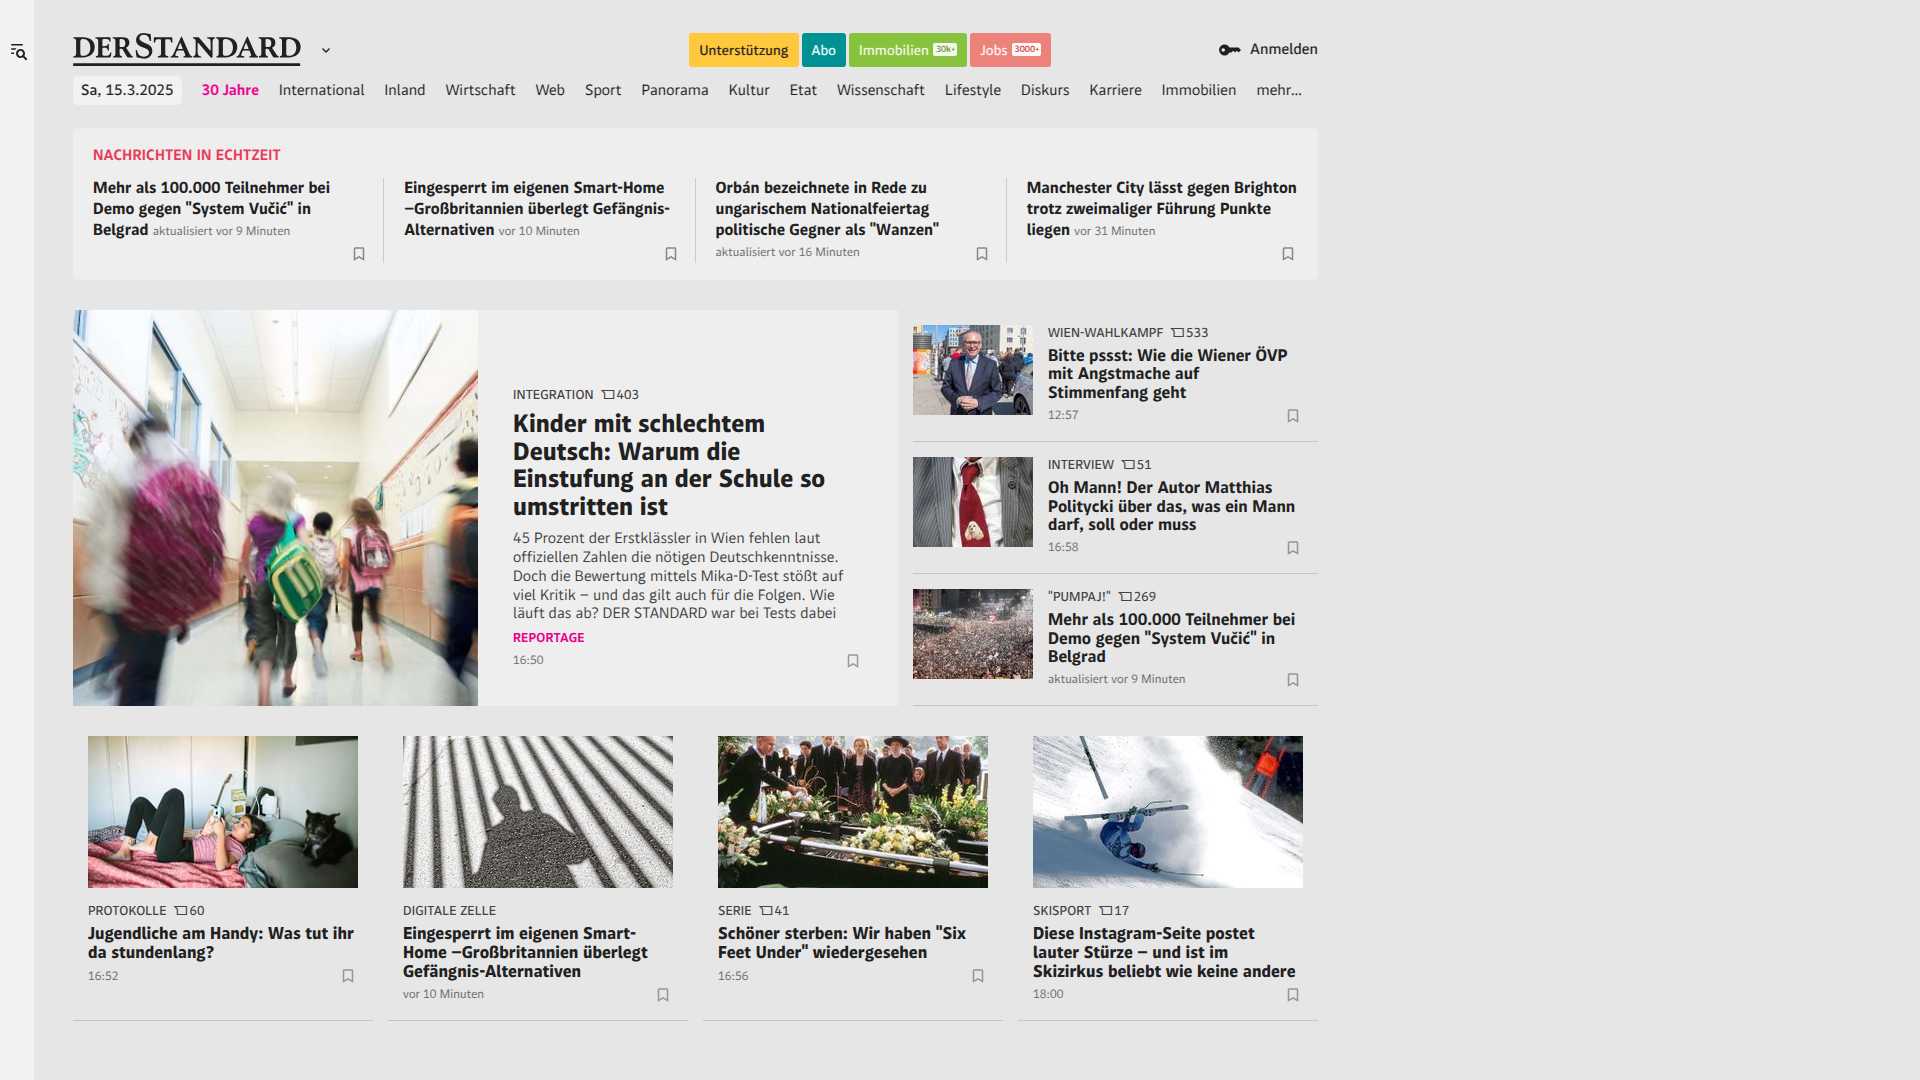 DERSTANDARD
Unterstützung
Abo
Immobilien 30k+
Jobs 3000+
Anmelden
Sa, 15.3.2025
30 Jahre
International
Inland
Wirtschaft
Web
Sport
Panorama
Kultur
Etat
Wissenschaft
Lifestyle
Diskurs
Karriere
Immobilien
mehr...
NACHRICHTEN IN ECHTZEIT
Mehr als 100.000 Teilnehmer bei
Demo gegen "System Vučić" in
Belgrad aktualisiert vor 9 Minuten
Eingesperrt im eigenen Smart-Home
–Großbritannien überlegt Gefängnis-
Alternativen vor 10 Minuten
Orbán bezeichnete in Rede zu
ungarischem Nationalfeiertag
politische Gegner als "Wanzen"
aktualisiert vor 16 Minuten
Manchester City lässt gegen Brighton
trotz zweimaliger Führung Punkte
liegen vor 31 Minuten
INTEGRATION 403
Kinder mit schlechtem
Deutsch: Warum die
Einstufung an der Schule so
umstritten ist
45 Prozent der Erstklässler in Wien fehlen laut
offiziellen Zahlen die nötigen Deutschkenntnisse.
Doch die Bewertung mittels Mika-D-Test stößt auf
viel Kritik – und das gilt auch für die Folgen. Wie
läuft das ab? DER STANDARD war bei Tests dabei
REPORTAGE
16:50
WIEN-WAHLKAMPF 533
Bitte pssst: Wie die Wiener ÖVP
mit Angstmache auf
Stimmenfang geht
12:57
INTERVIEW 51
Oh Mann! Der Autor Matthias
Politycki über das, was ein Mann
darf, soll oder muss
16:58
"PUMPAJ!" 269
Mehr als 100.000 Teilnehmer bei
Demo gegen "System Vučić" in
Belgrad
aktualisiert vor 9 Minuten
PROTOKOLLE 60
Jugendliche am Handy: Was tut ihr
da stundenlang?
16:52
DIGITALE ZELLE
Eingesperrt im eigenen Smart-
Home –Großbritannien überlegt
Gefängnis-Alternativen
vor 10 Minuten
SERIE 41
Schöner sterben: Wir haben "Six
Feet Under" wiedergesehen
16:56
SKISPORT 17
Diese Instagram-Seite postet
lauter Stürze – und ist im
Skizirkus beliebt wie keine andere
18:00